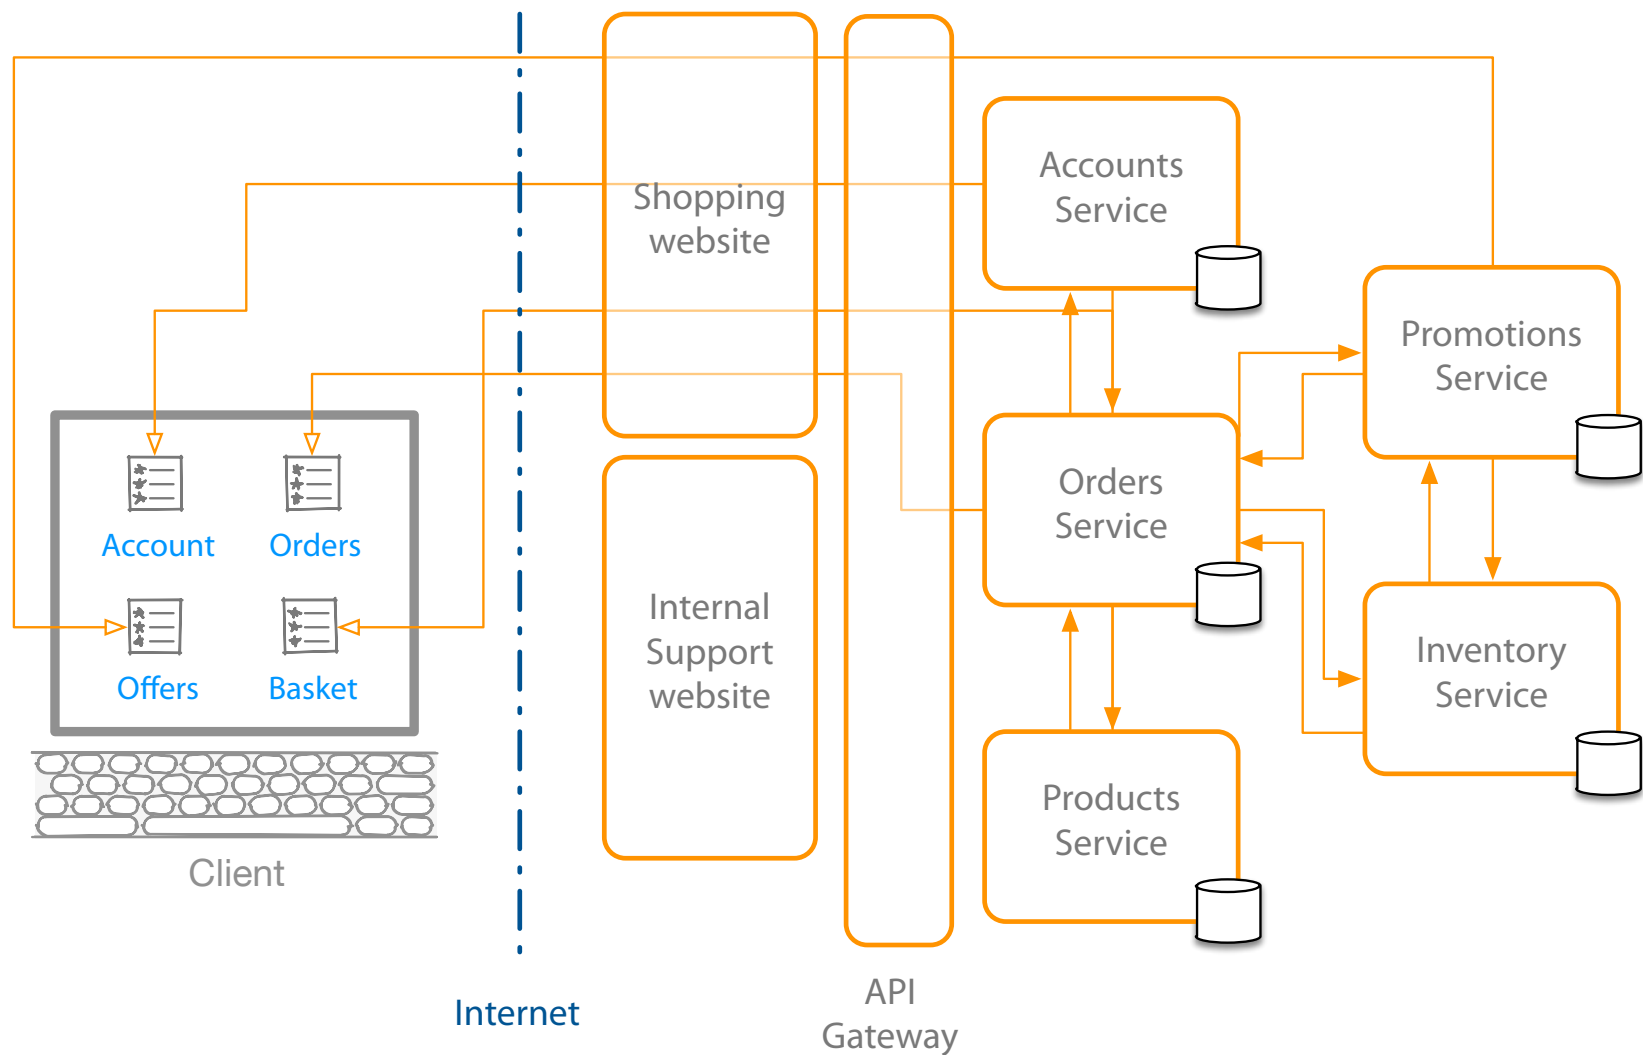 Shopping
website
Accounts
Service
Promotions
Service
Account
Orders
Offers
Basket
Client
Internet
Internal
Support
website
Orders
Service
Inventory
Service
Products
Service
API
Gateway